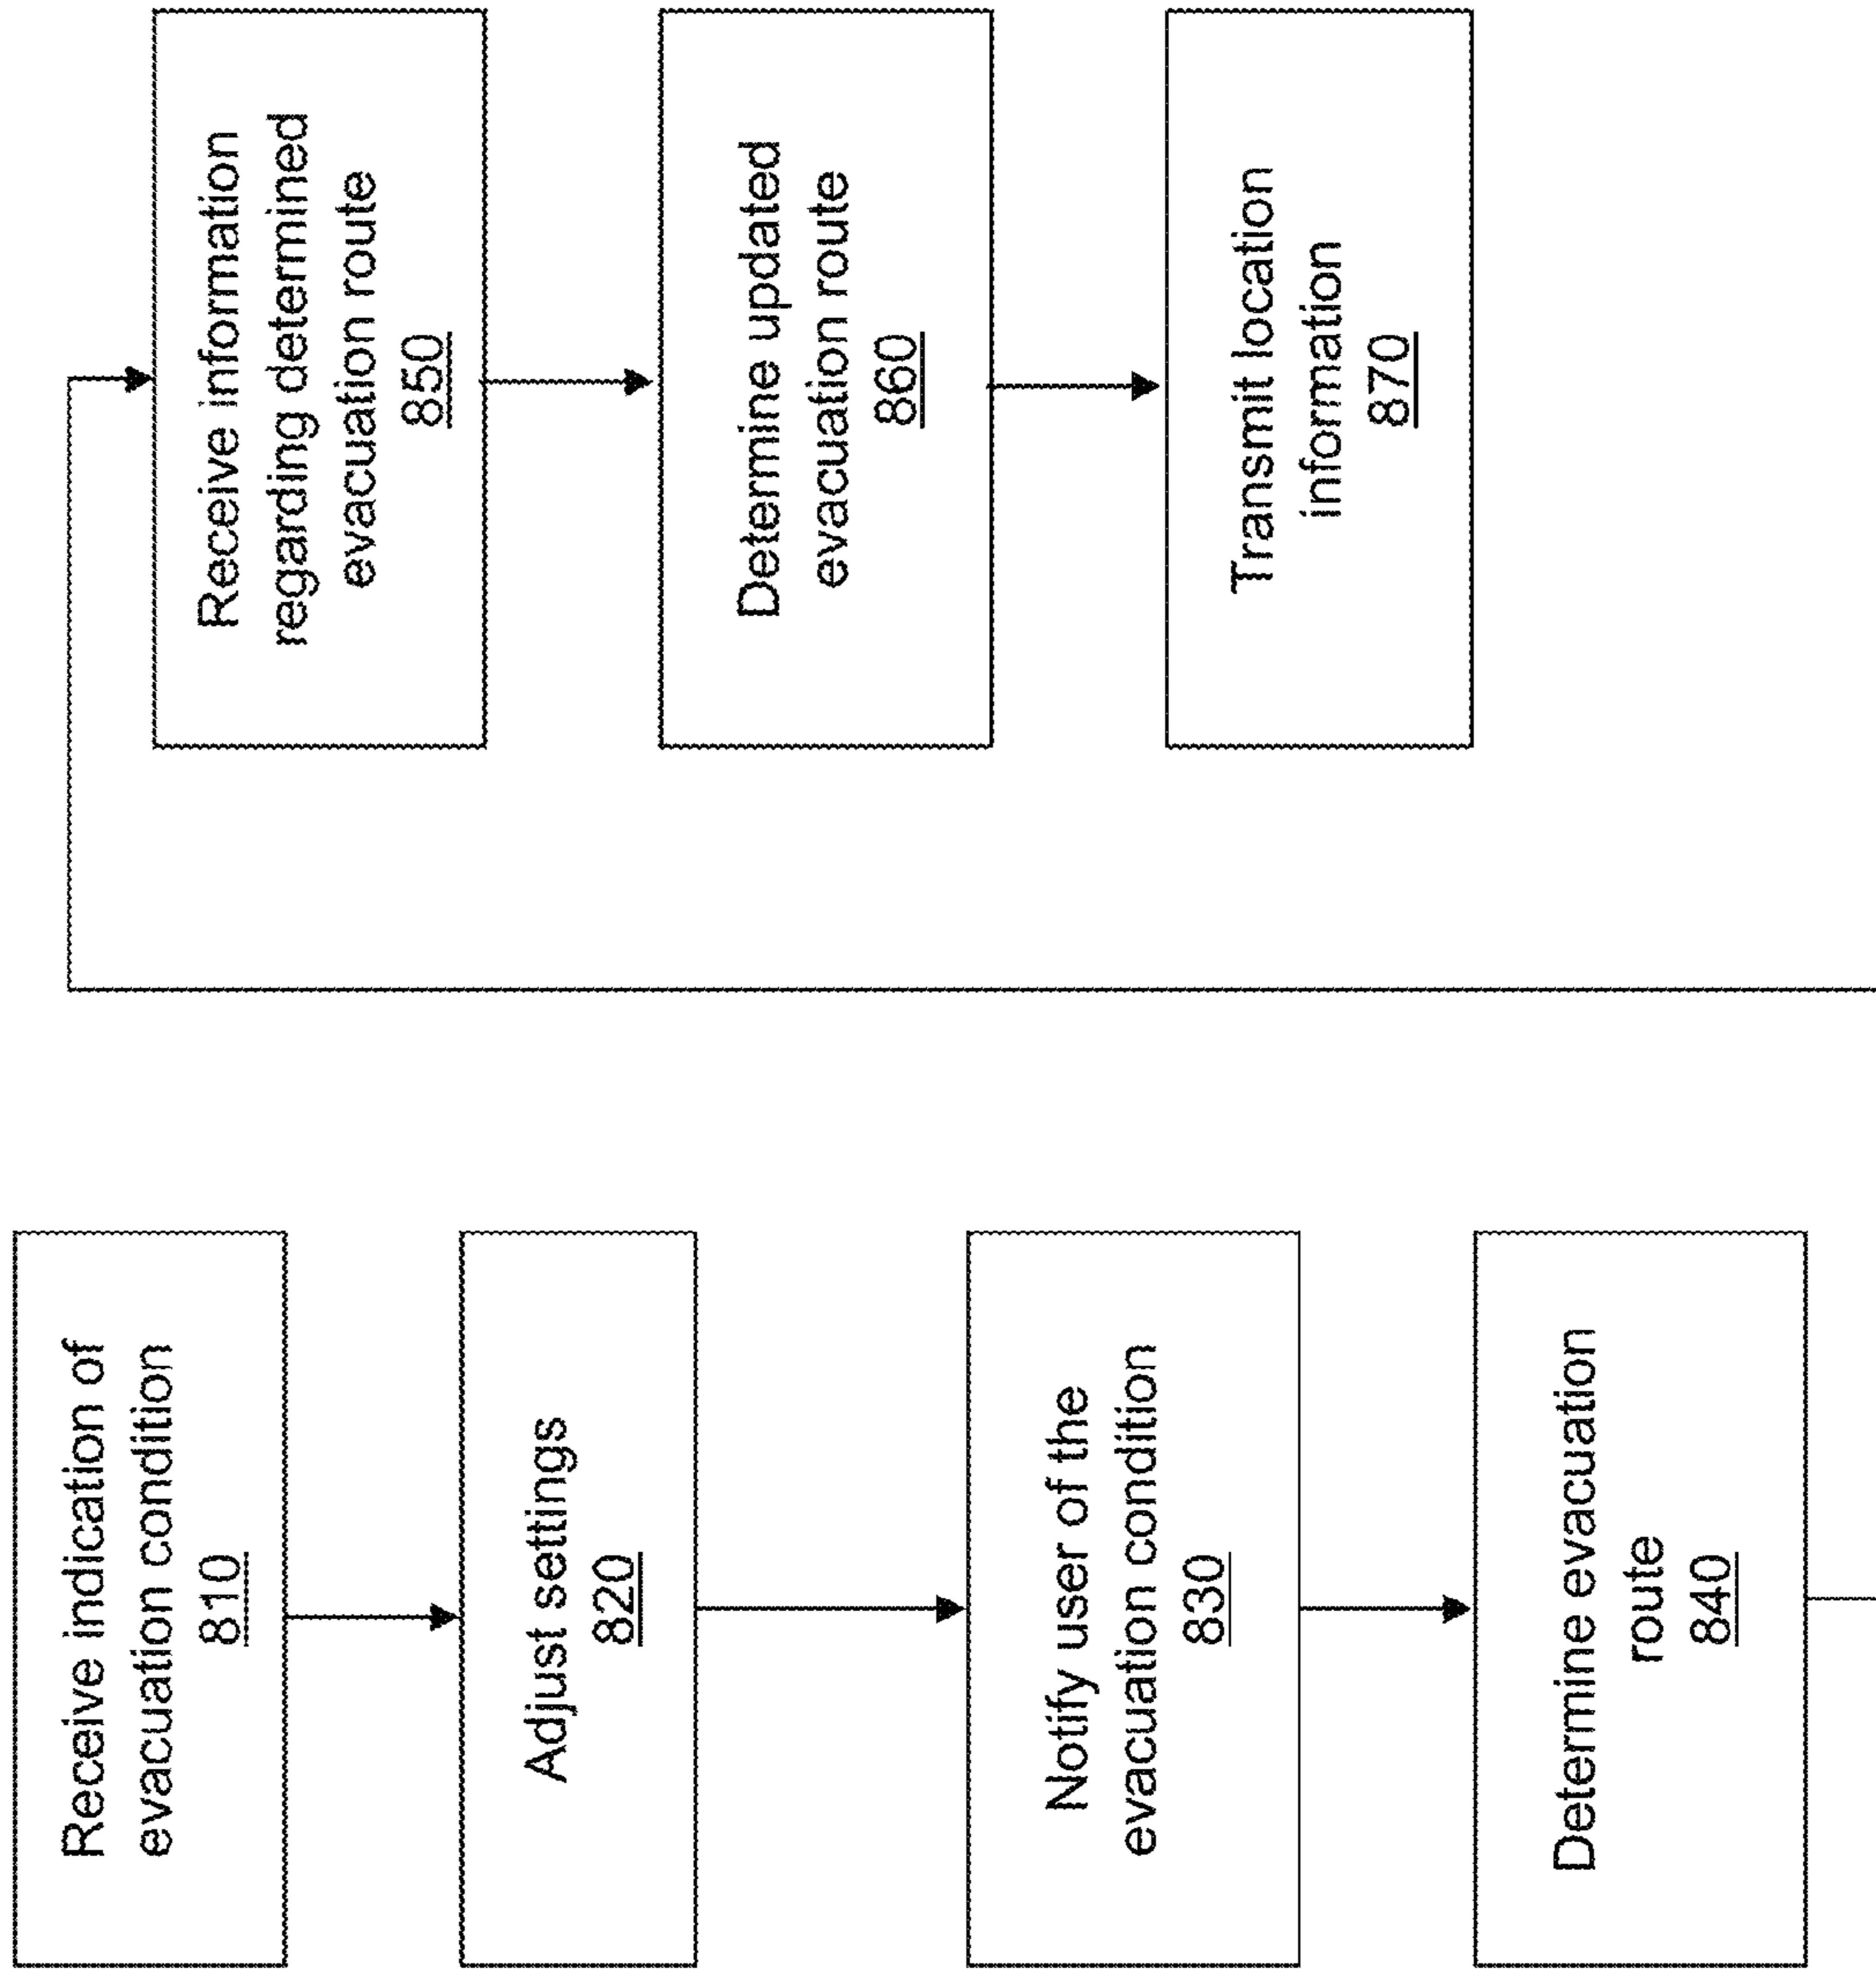 Receive indication of
evacuation condition
810
Adjust settings
820
Notify user of the
evacuation condition
830
Determine evacuation
route
840
Receive information
regarding determined
evacuation route
850
Determine updated
evacuation route
860
Transmit location
information
870